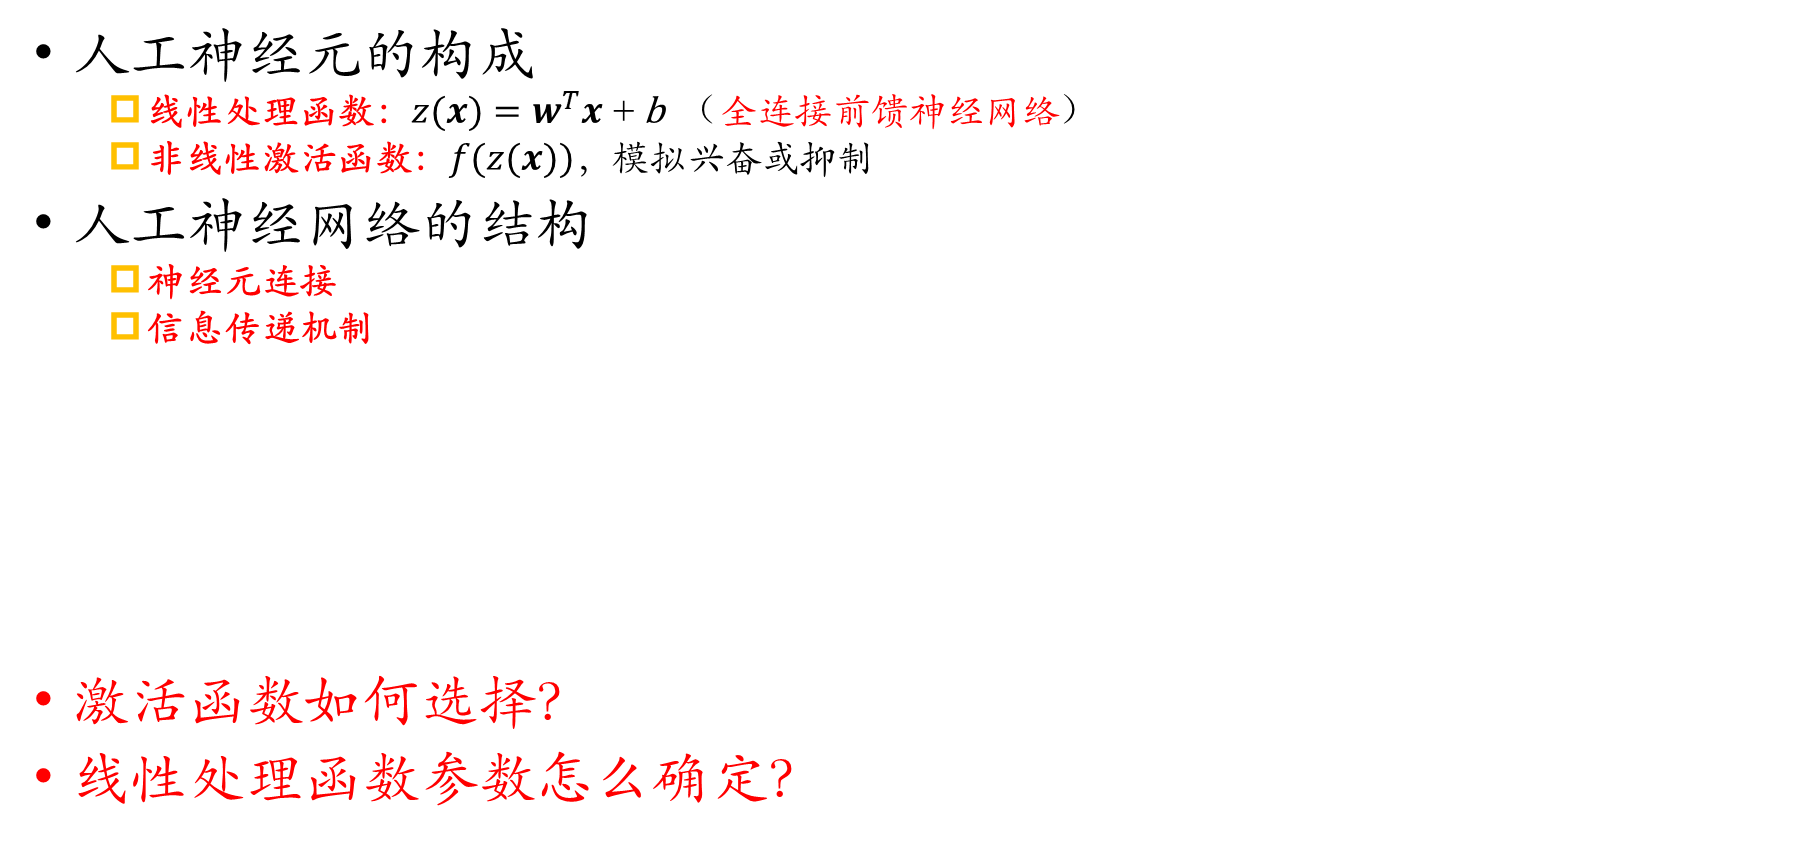 • 人工神经元的构成
线性处理函数：z(x) = w^T x + b （全连接前馈神经网络）
非线性激活函数：f(z(x))，模拟兴奋或抑制
• 人工神经网络的结构
神经元连接
信息传递机制
• 激活函数如何选择?
• 线性处理函数参数怎么确定?